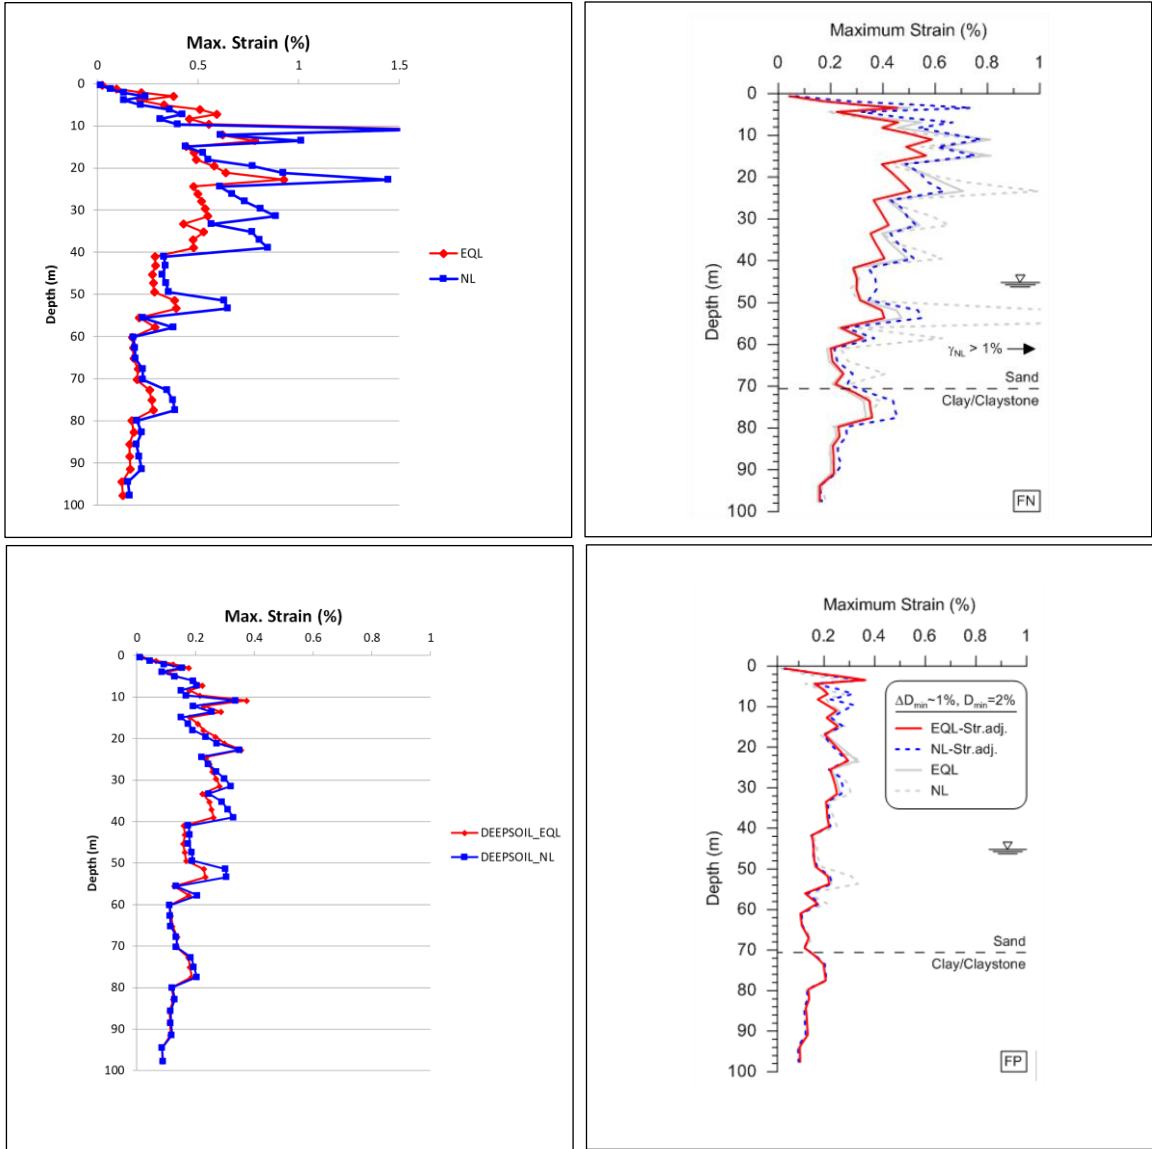 Max. Strain (%)
0 0.5 1 1.5
0
10
20
30
40
50
60
70
80
90
100
Depth (m)
EQL
NL
Maximum Strain (%)
0 0.2 0.4 0.6 0.8 1
0
10
20
30
40
50
60
70
80
90
100
Depth (m)
γNL > 1%
Sand
Clay/Claystone
FN
Max. Strain (%)
0 0.2 0.4 0.6 0.8 1
0
10
20
30
40
50
60
70
80
90
100
Depth (m)
DEEPSOIL_EQL
DEEPSOIL_NL
Maximum Strain (%)
0.2 0.4 0.6 0.8 1
0
10
20
30
40
50
60
70
80
90
100
Depth (m)
ΔDmin~1%, Dmin=2%
EQL-Str.adj.
NL-Str.adj.
EQL
NL
Sand
Clay/Claystone
FP